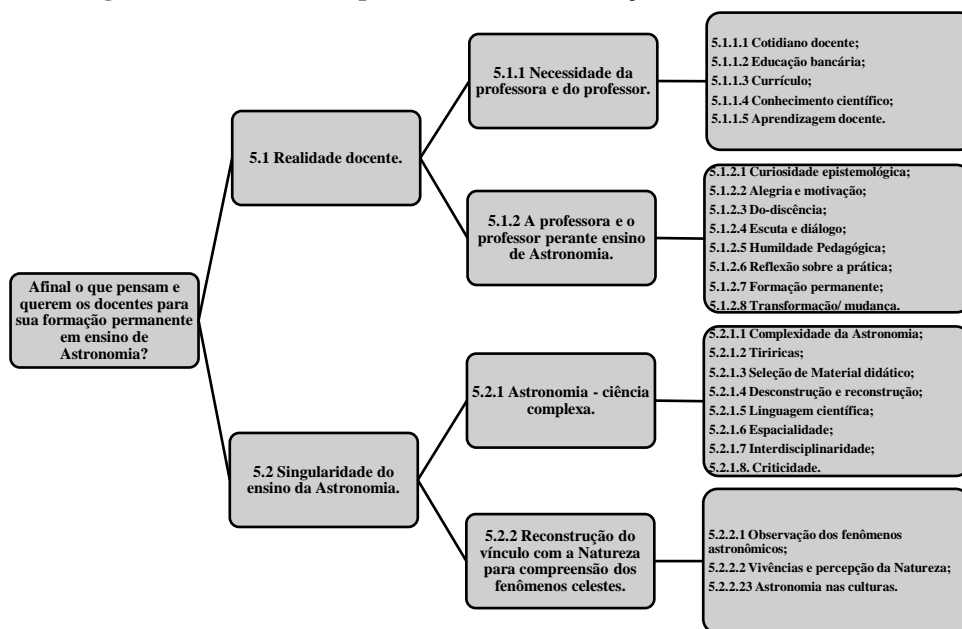 5.1.1 Necessidade da
professora e do professor.
5.1.1.1 Cotidiano docente;
5.1.1.2 Educação bancária;
5.1.1.3 Currículo;
5.1.1.4 Conhecimento científico;
5.1.1.5 Aprendizagem docente.
5.1 Realidade docente.
5.1.2 A professora e o
professor perante ensino
de Astronomia.
5.1.2.1 Curiosidade epistemológica;
5.1.2.2 Alegria e motivação;
5.1.2.3 Do-discência;
5.1.2.4 Escuta e diálogo;
5.1.2.5 Humildade Pedagógica;
5.1.2.6 Reflexão sobre a prática;
5.1.2.7 Formação permanente;
5.1.2.8 Transformação/ mudança.
Afinal o que pensam e
querem os docentes para
sua formação permanente
em ensino de
Astronomia?
5.2.1 Astronomia - ciência
complexa.
5.2.1.1 Complexidade da Astronomia;
5.2.1.2 Tiriricas;
5.2.1.3 Seleção de Material didático;
5.2.1.4 Desconstrução e reconstrução;
5.2.1.5 Linguagem científica;
5.2.1.6 Espacialidade;
5.2.1.7 Interdisciplinaridade;
5.2.1.8. Criticidade.
5.2 Singularidade do
ensino da Astronomia.
5.2.2 Reconstrução do
vínculo com a Natureza
para compreensão dos
fenômenos celestes.
5.2.2.1 Observação dos fenômenos
astronômicos;
5.2.2.2 Vivências e percepção da Natureza;
5.2.2.23 Astronomia nas culturas.